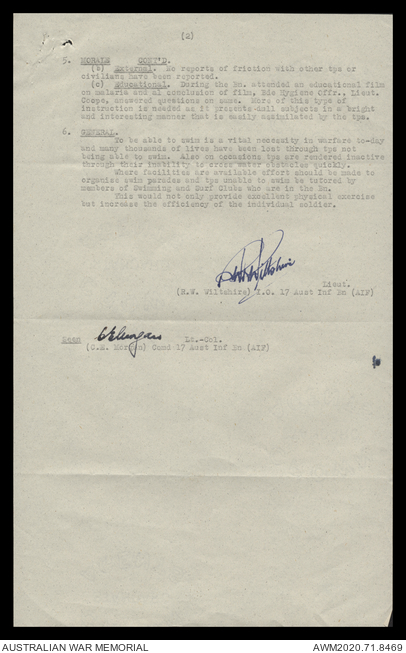 (2)
5. MORALE CONT'D.
(b) External. No reports of friction with other tps or
civilians have been reported.
(c) Educational. During the Bn. attended an educational film
on malaria and at conclusion of film, Bde Hygiene Offr., Lieut.
answered questions on same. More of this type of
instruction is needed as it presents dull subjects in a bright
and interesting manner that is easily assimilated by the tps.
6. GENERAL.
To be able to swim is a vital necessity in warfare to-day
and many thousands of lives have been lost through tps not
being able to swim. Also on occasions tps are rendered inactive
through their inability to cross water obstacles quickly.
Where facilities are available effort should be made to
organise swim parades and tps unable to swim be tutored by
members of Swimming and Surf Clubs who are in the Bn.
This would not only provide excellent physical exercise
but increase the efficiency of the individual soldier.
R W Wiltshire
Lieut.
(R.W. Wiltshire) I.O. 17 Aust Inf Bn (AIF)
Seen CEMorgan Lt.-Col.
(C.E. Morgan) Comd 17 Aust Inf Bn (AIF)
AUSTRALIAN WAR MEMORIAL
AWM2020.71.8469